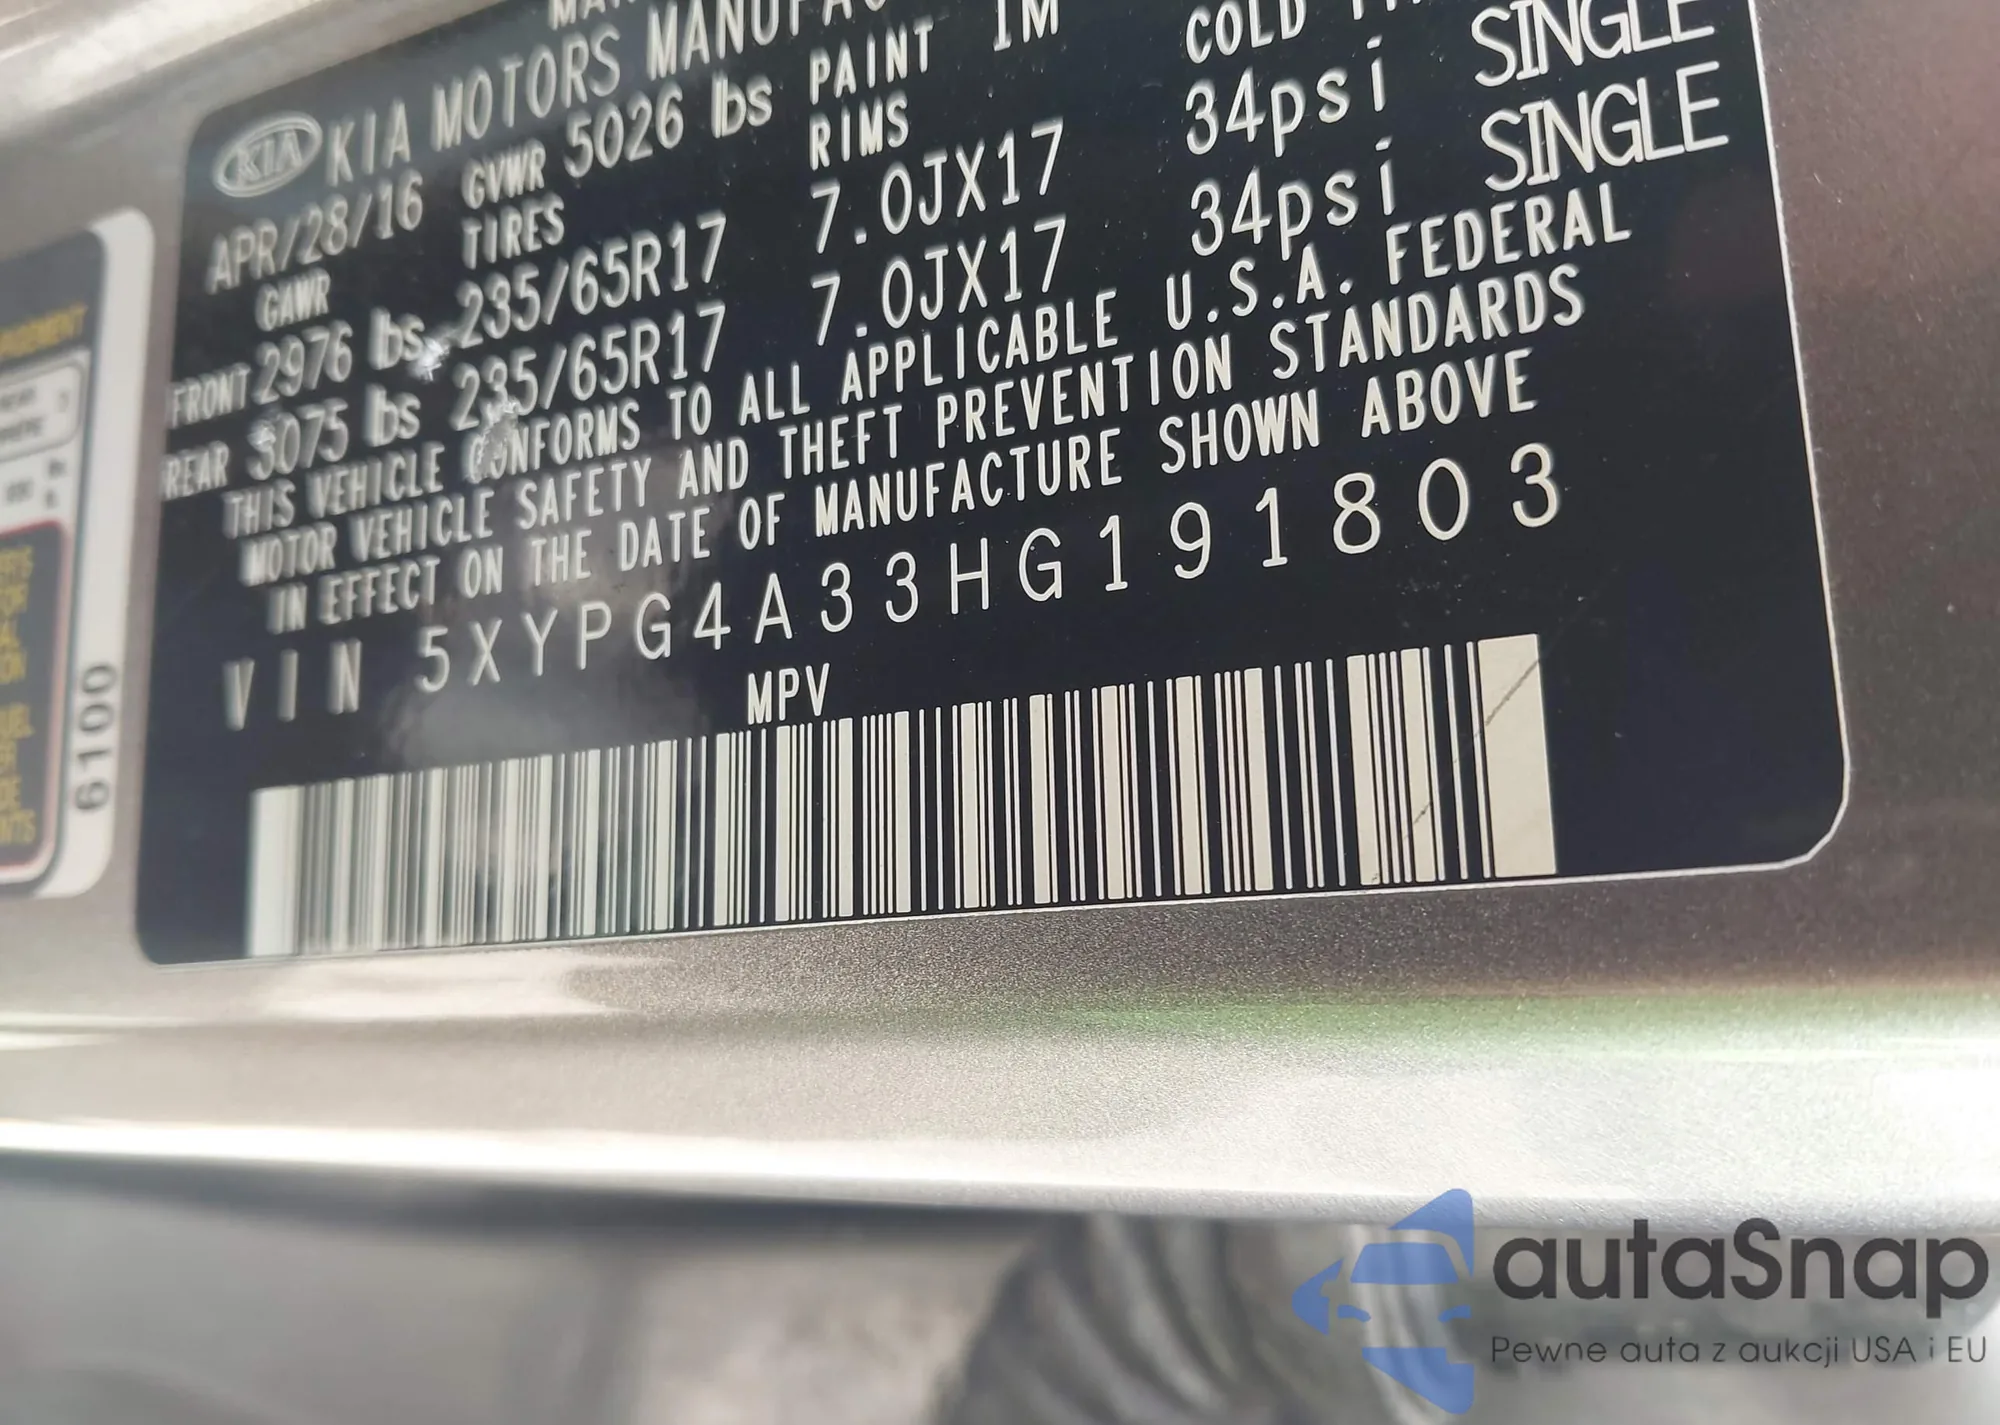 KIA KIA MOTORS
APR/28/16 GVWR 5026 lbs PAINT IM COLD
GAWR TIRES RIMS
FRONT 2976 lbs 235/65R17 7.0JX17 34psi SINGLE
REAR 3075 lbs 235/65R17 7.0JX17 34psi SINGLE
THIS VEHICLE CONFORMS TO ALL APPLICABLE U.S.A. FEDERAL
MOTOR VEHICLE SAFETY AND THEFT PREVENTION STANDARDS
IN EFFECT ON THE DATE OF MANUFACTURE SHOWN ABOVE
VIN 5XYPG4A33HG191803
MPV
6100
autaSnap
Pewne auta z aukcji USA i EU